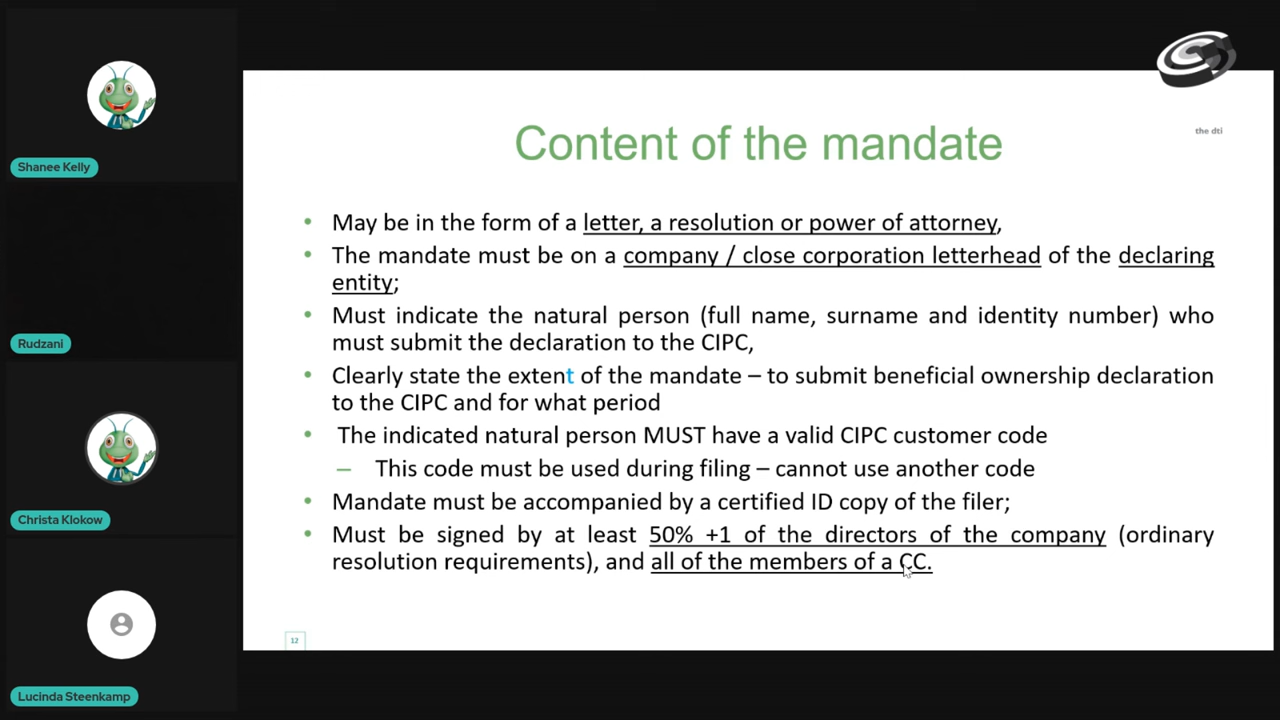 Shanee Kelly
Rudzani
Christa Klokow
Lucinda Steenkamp
the dti
Content of the mandate
• May be in the form of a letter, a resolution or power of attorney,
• The mandate must be on a company / close corporation letterhead of the declaring
entity;
• Must indicate the natural person (full name, surname and identity number) who
must submit the declaration to the CIPC,
• Clearly state the extent of the mandate – to submit beneficial ownership declaration
to the CIPC and for what period
• The indicated natural person MUST have a valid CIPC customer code
– This code must be used during filing – cannot use another code
• Mandate must be accompanied by a certified ID copy of the filer;
• Must be signed by at least 50% +1 of the directors of the company (ordinary
resolution requirements), and all of the members of a CC.
12